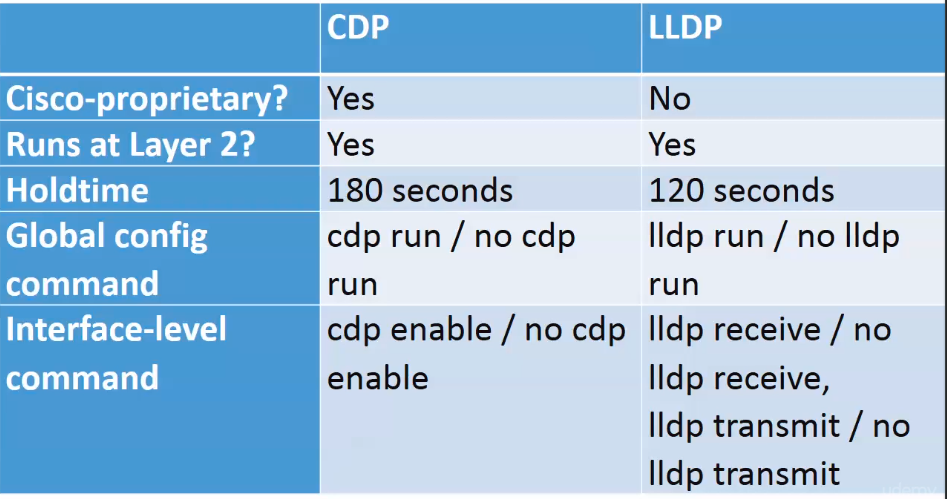 CDP LLDP
Cisco-proprietary? Yes No
Runs at Layer 2? Yes Yes
Holdtime 180 seconds 120 seconds
Global config cdp run / no cdp lldp run / no lldp
command run run
Interface-level cdp enable / no cdp lldp receive / no
command enable lldp receive,
lldp transmit / no
lldp transmit
udemy